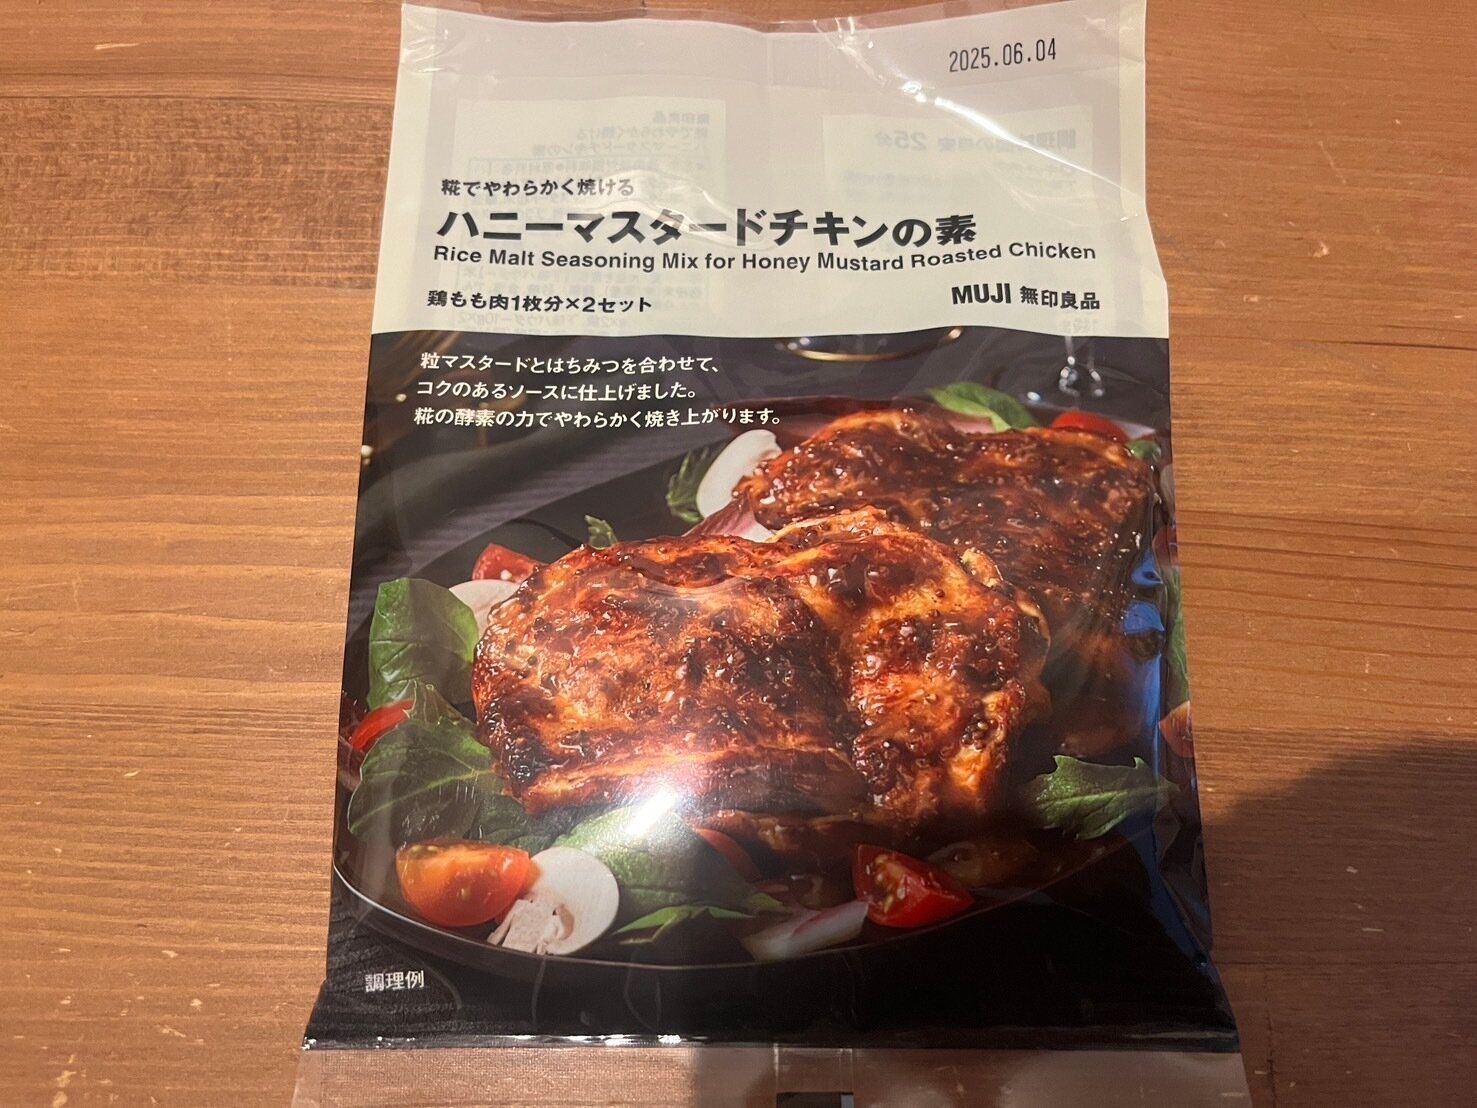 2025.06.04
糀でやわらかく焼ける
ハニーマスタードチキンの素
Rice Malt Seasoning Mix for Honey Mustard Roasted Chicken
鶏もも肉1枚分×2セット
MUJI 無印良品
粒マスタードとはちみつを合わせて、
コクのあるソースに仕上げました。
糀の酵素の力でやわらかく焼き上がります。
調理例